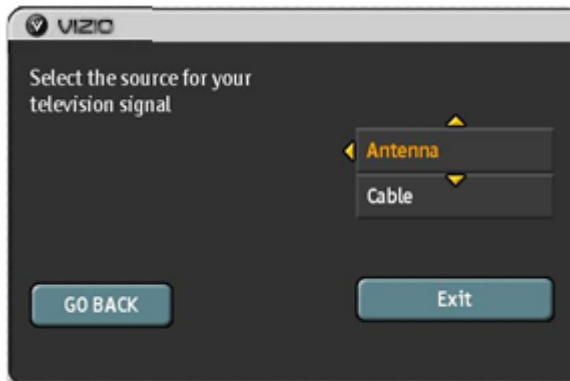 VIZIO
Select the source for your
television signal
Antenna
Cable
GO BACK
Exit